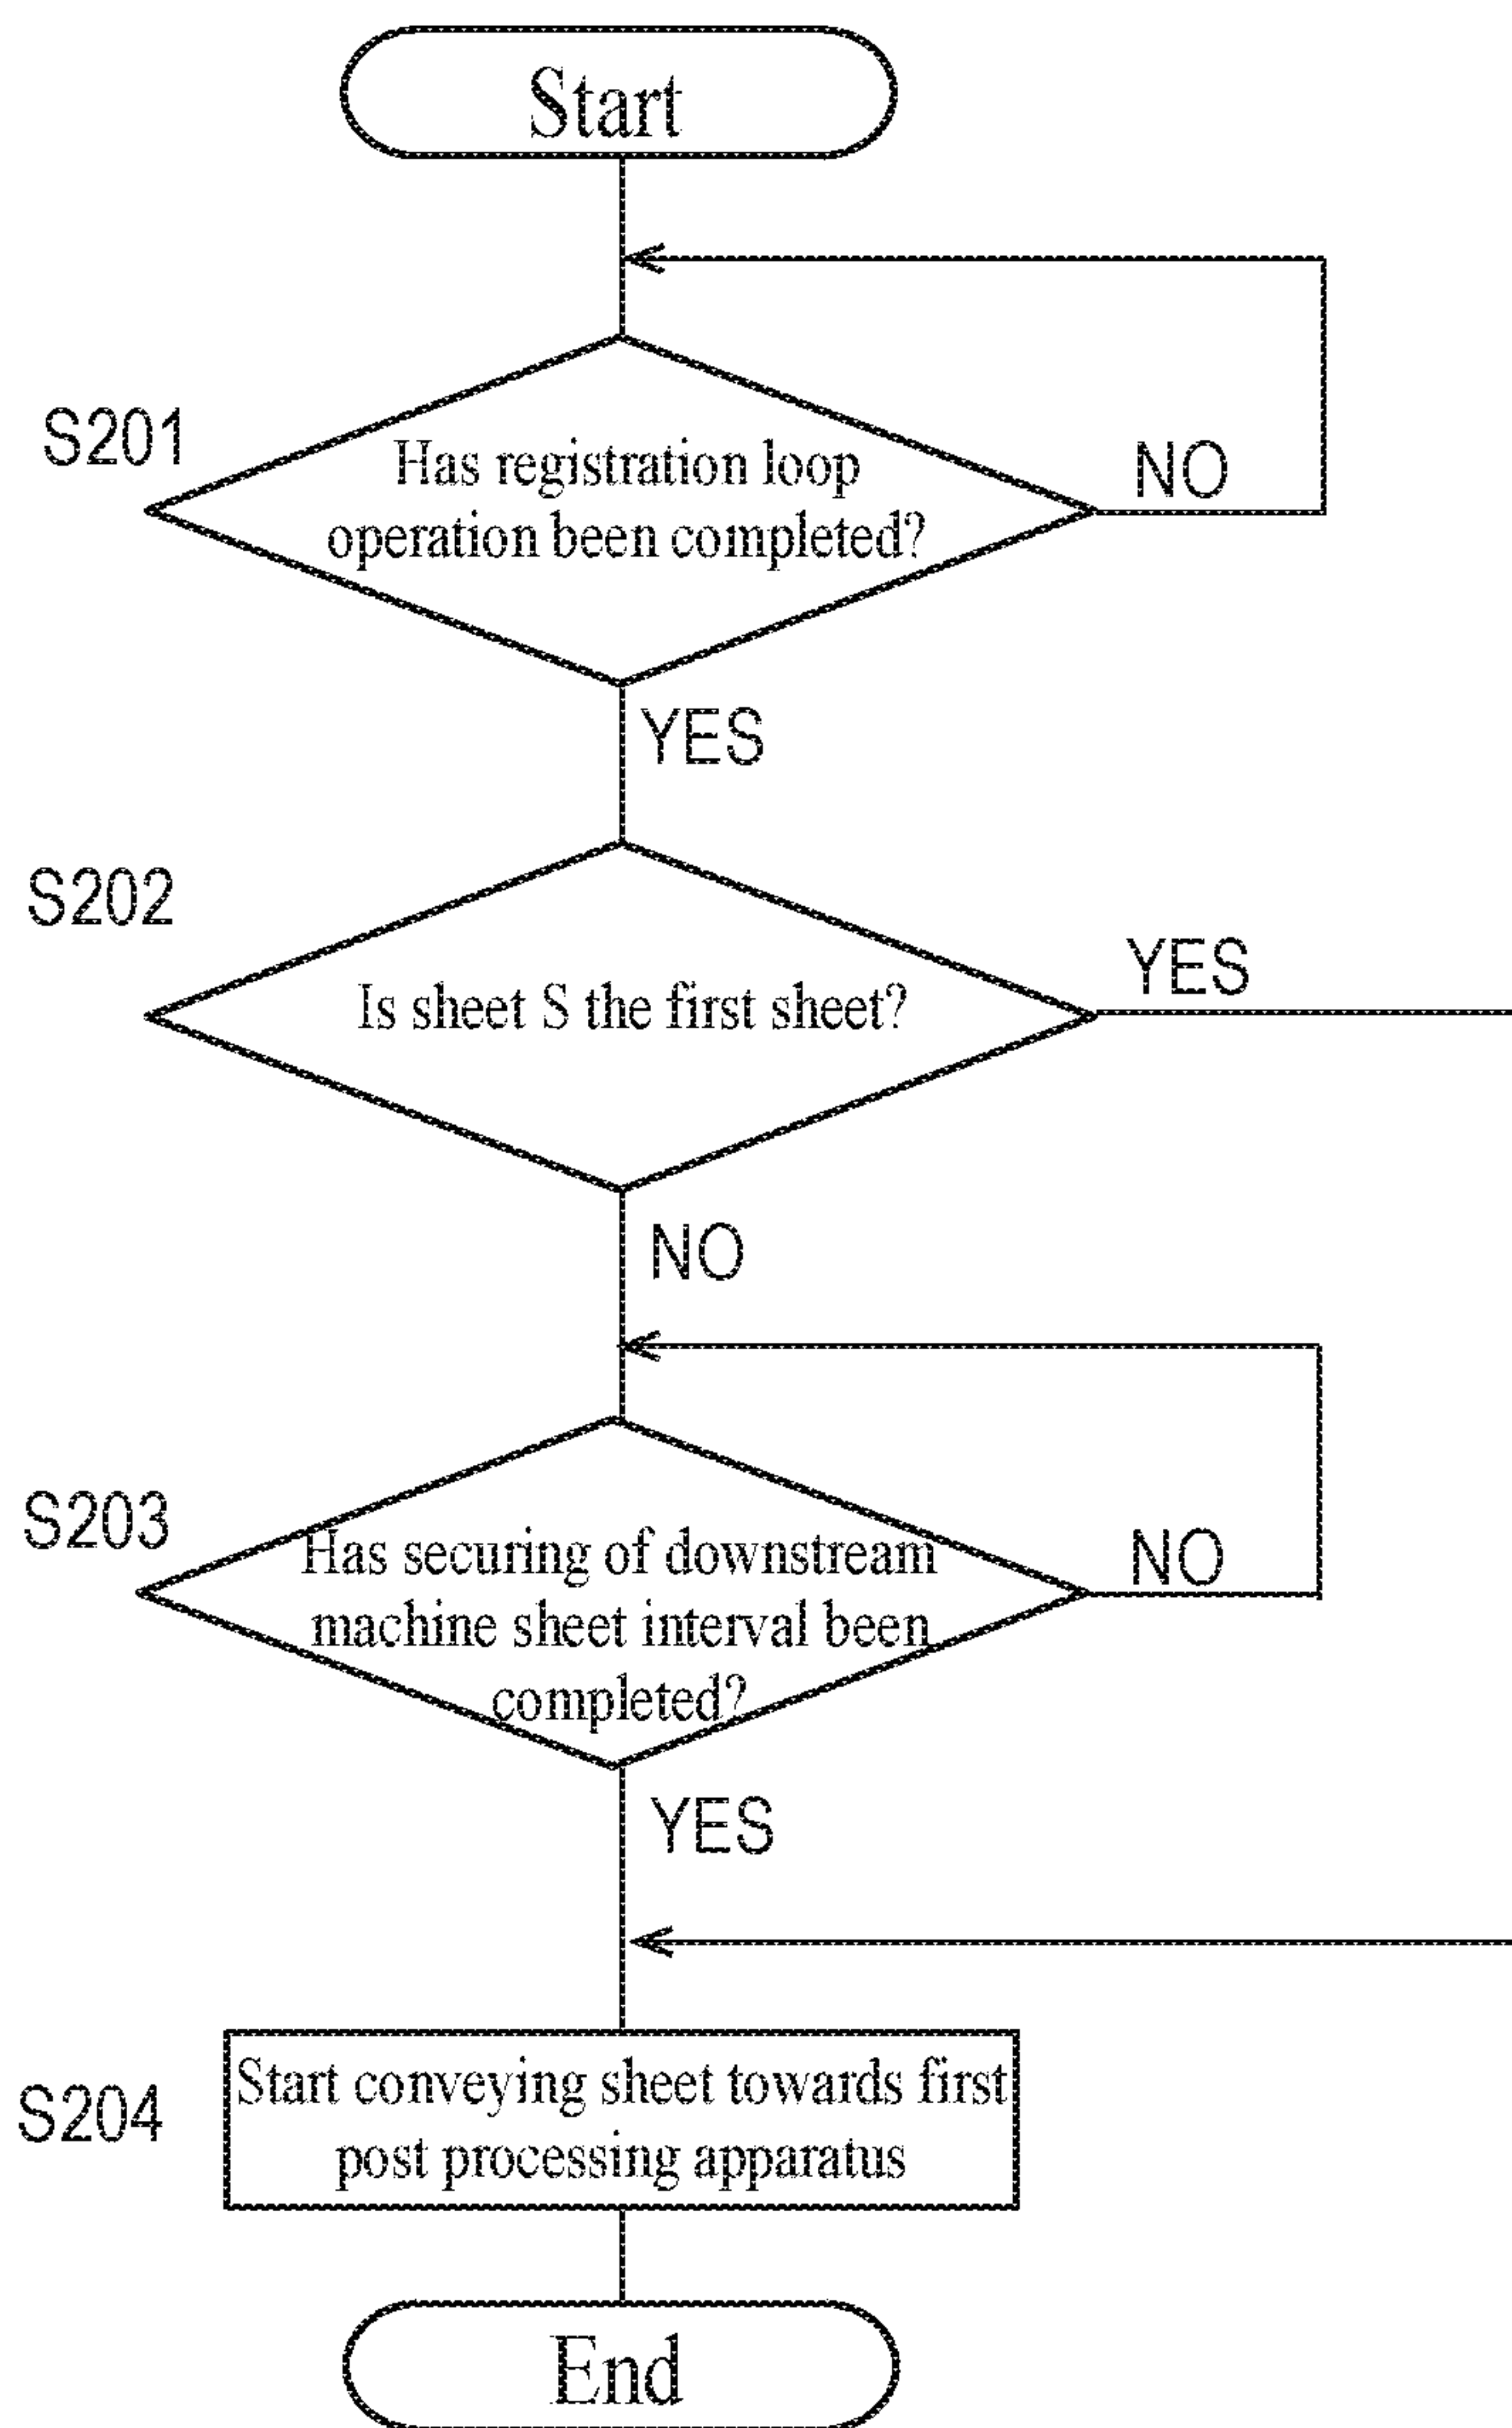 Start
S201
Has registration loop
operation been completed?
NO
YES
S202
Is sheet S the first sheet?
YES
NO
S203
Has securing of downstream
machine sheet interval been
completed?
NO
YES
S204
Start conveying sheet towards first
post processing apparatus
End